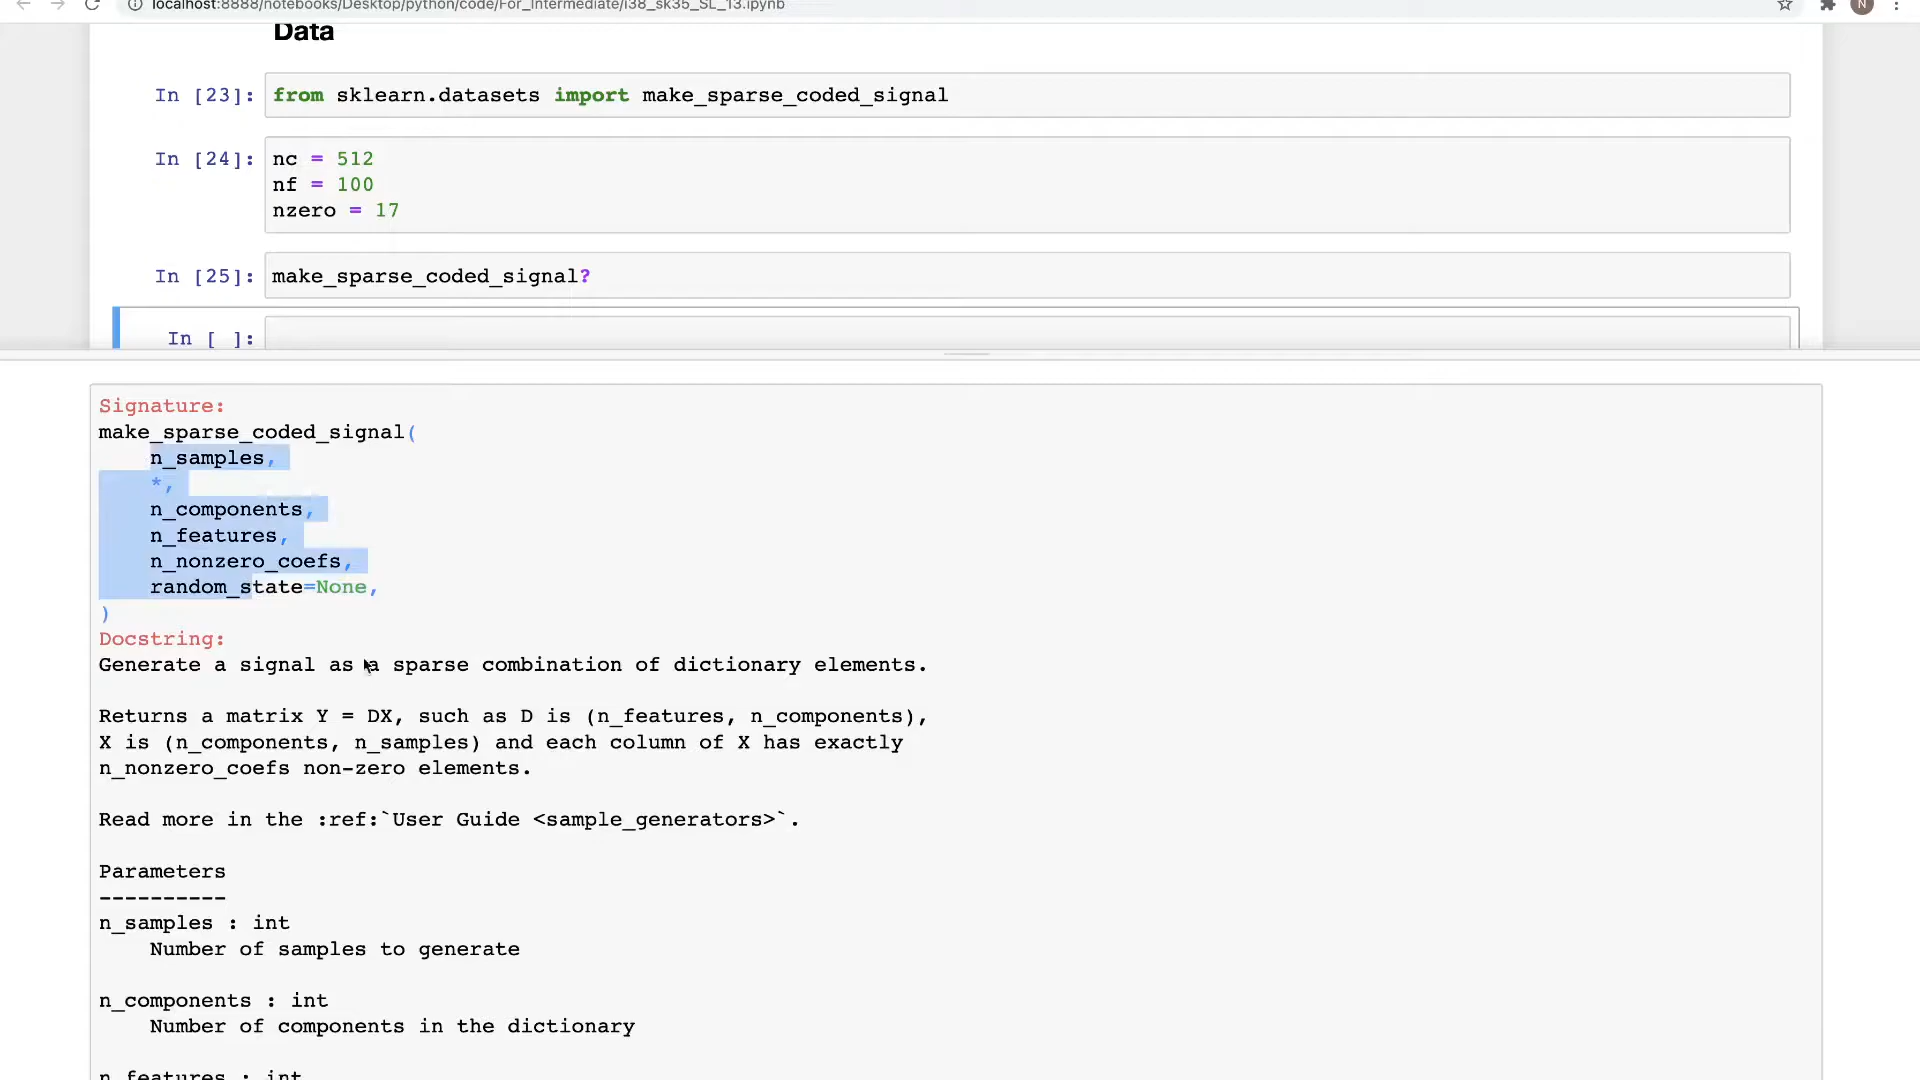 localhost:8888/notebooks/Desktop/python/code/For_Intermediate/i38_sk35_SL_13.ipynb
N
Data
In [23]: from sklearn.datasets import make_sparse_coded_signal
In [24]: nc = 512
nf = 100
nzero = 17
In [25]: make_sparse_coded_signal?
In [ ]:
Signature:
make_sparse_coded_signal(
    n_samples,
    *,
    n_components,
    n_features,
    n_nonzero_coefs,
    random_state=None,
)
Docstring:
Generate a signal as a sparse combination of dictionary elements.
Returns a matrix Y = DX, such as D is (n_features, n_components),
X is (n_components, n_samples) and each column of X has exactly
n_nonzero_coefs non-zero elements.
Read more in the :ref:`User Guide <sample_generators>`.
Parameters
----------
n_samples : int
    Number of samples to generate
n_components : int
    Number of components in the dictionary
n_features : int